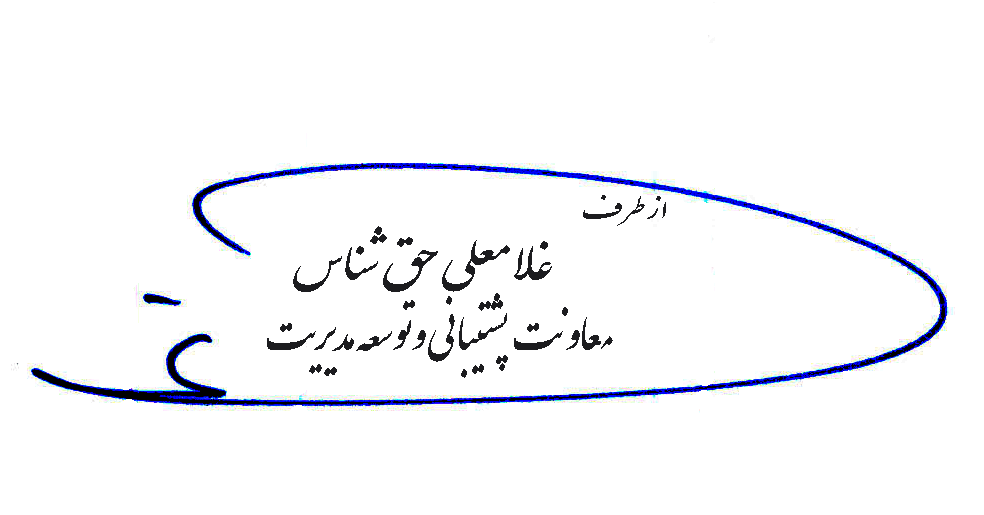 از طرف
غلامعلی حق شناس
معاونت پشتیبانی و توسعه مدیریت